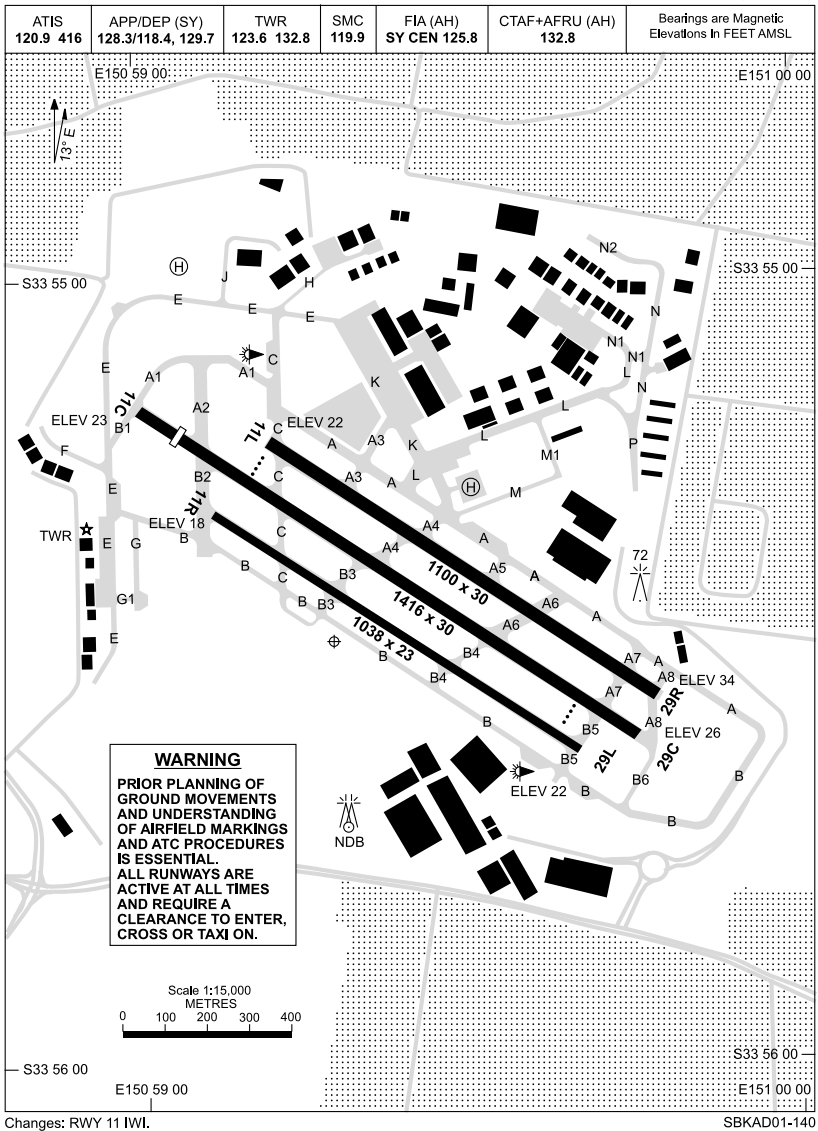 ATIS
120.9 416
APP/DEP (SY)
128.3/118.4, 129.7
TWR
123.6 132.8
SMC
119.9
FIA (AH)
SY CEN 125.8
CTAF+AFRU (AH)
132.8
Bearings are Magnetic
Elevations in FEET AMSL
E150 59 00
E151 00 00
13° E
N2
H
S33 55 00
S33 55 00
J
H
E
E
E
N
N1
N1
C
A1
E
A1
L
N
K
11C
A2
L
ELEV 23
B1
11L
C
ELEV 22
A
A3
K
L
P
F
M1
B2
C
A3
A
L
H
M
E
11R
ELEV 18
TWR
E
G
B
C
A4
A4
A
72
B
C
B3
A5
A
1100 x 30
G1
B
B3
A6
A6
A
1416 x 30
E
1038 x 23
B
B4
B4
A7
A
A8
ELEV 34
A7
29R
A
B
A8
ELEV 26
B5
B5
29L
29C
B6
B
B
ELEV 22
B
NDB
WARNING
PRIOR PLANNING OF
GROUND MOVEMENTS
AND UNDERSTANDING
OF AIRFIELD MARKINGS
AND ATC PROCEDURES
IS ESSENTIAL.
ALL RUNWAYS ARE
ACTIVE AT ALL TIMES
AND REQUIRE A
CLEARANCE TO ENTER,
CROSS OR TAXI ON.
Scale 1:15,000
METRES
0 100 200 300 400
S33 56 00
S33 56 00
E150 59 00
E151 00 00
Changes: RWY 11 IWI.
SBKAD01-140